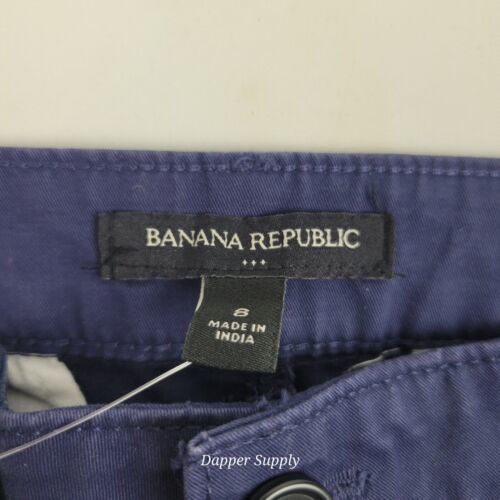 BANANA REPUBLIC
8
MADE IN
INDIA
Dapper Supply